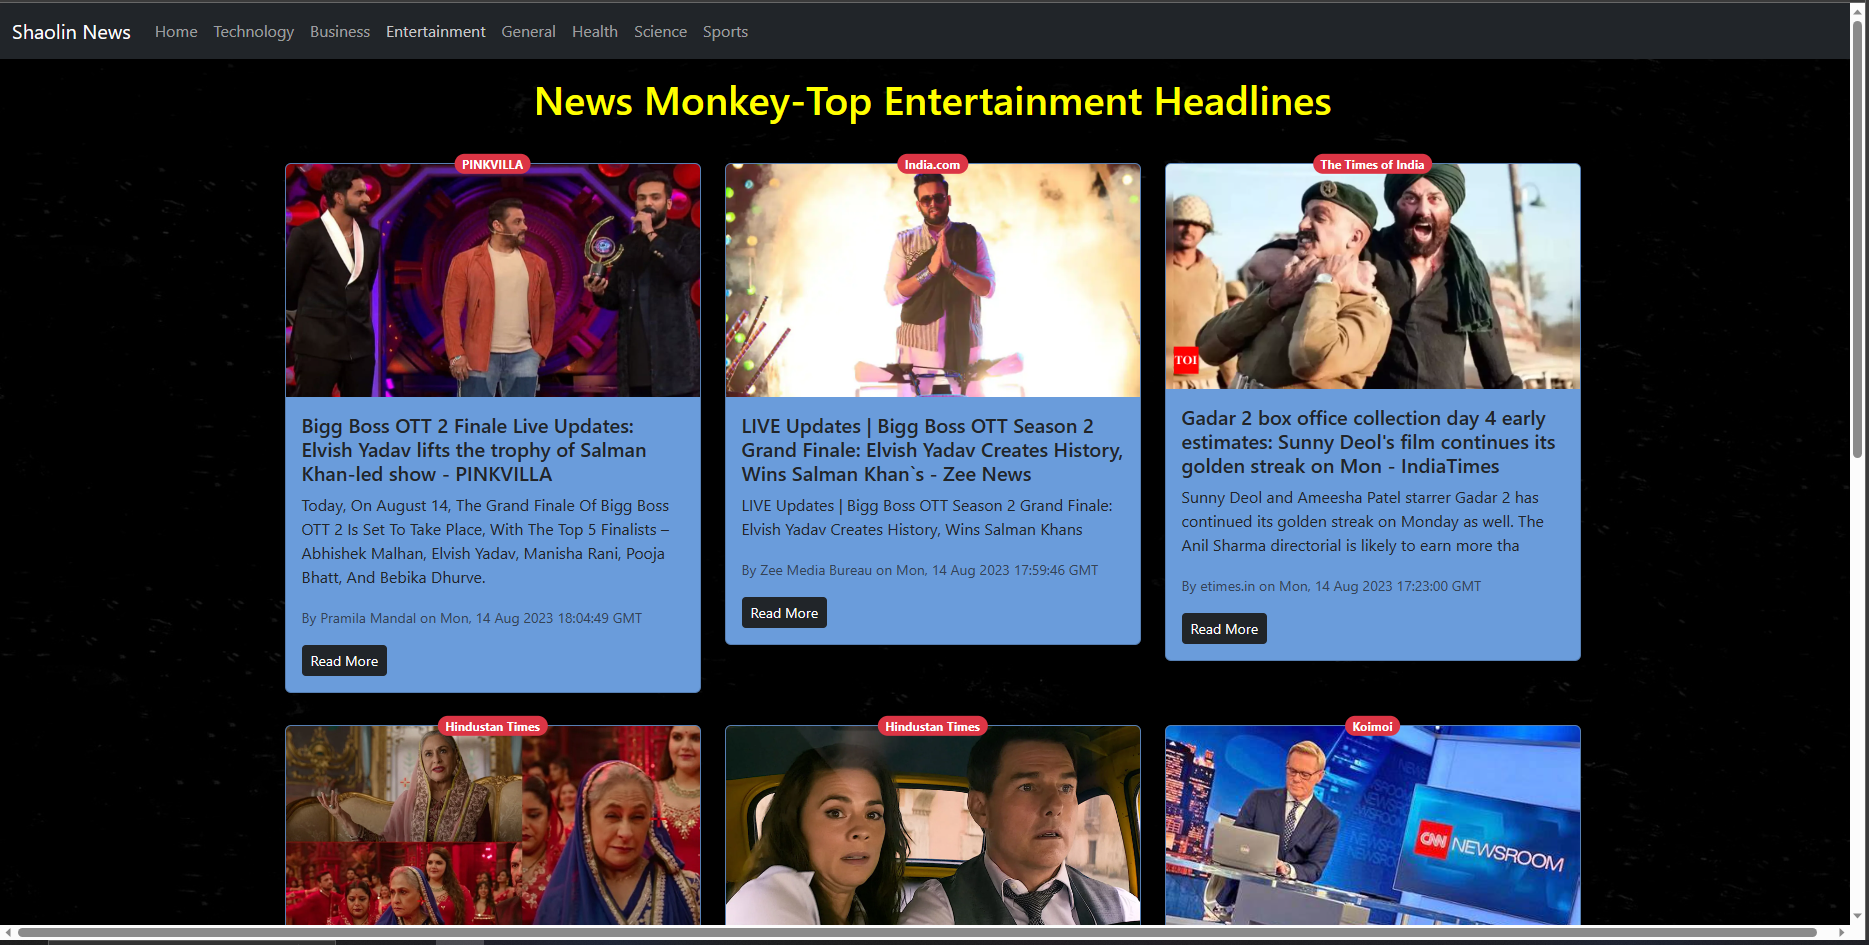 Shaolin News Home Technology Business Entertainment General Health Science Sports
News Monkey-Top Entertainment Headlines
PINKVILLA
Bigg Boss OTT 2 Finale Live Updates:
Elvish Yadav lifts the trophy of Salman
Khan-led show - PINKVILLA
Today, On August 14, The Grand Finale Of Bigg Boss
OTT 2 Is Set To Take Place, With The Top 5 Finalists –
Abhishek Malhan, Elvish Yadav, Manisha Rani, Pooja
Bhatt, And Bebika Dhurve.
By Pramila Mandal on Mon, 14 Aug 2023 18:04:49 GMT
Read More
India.com
LIVE Updates | Bigg Boss OTT Season 2
Grand Finale: Elvish Yadav Creates History,
Wins Salman Khan`s - Zee News
LIVE Updates | Bigg Boss OTT Season 2 Grand Finale:
Elvish Yadav Creates History, Wins Salman Khans
By Zee Media Bureau on Mon, 14 Aug 2023 17:59:46 GMT
Read More
The Times of India
TOI
Gadar 2 box office collection day 4 early
estimates: Sunny Deol's film continues its
golden streak on Mon - IndiaTimes
Sunny Deol and Ameesha Patel starrer Gadar 2 has
continued its golden streak on Monday as well. The
Anil Sharma directorial is likely to earn more tha
By etimes.in on Mon, 14 Aug 2023 17:23:00 GMT
Read More
Hindustan Times
Hindustan Times
Koimoi
CNN NEWSROOM